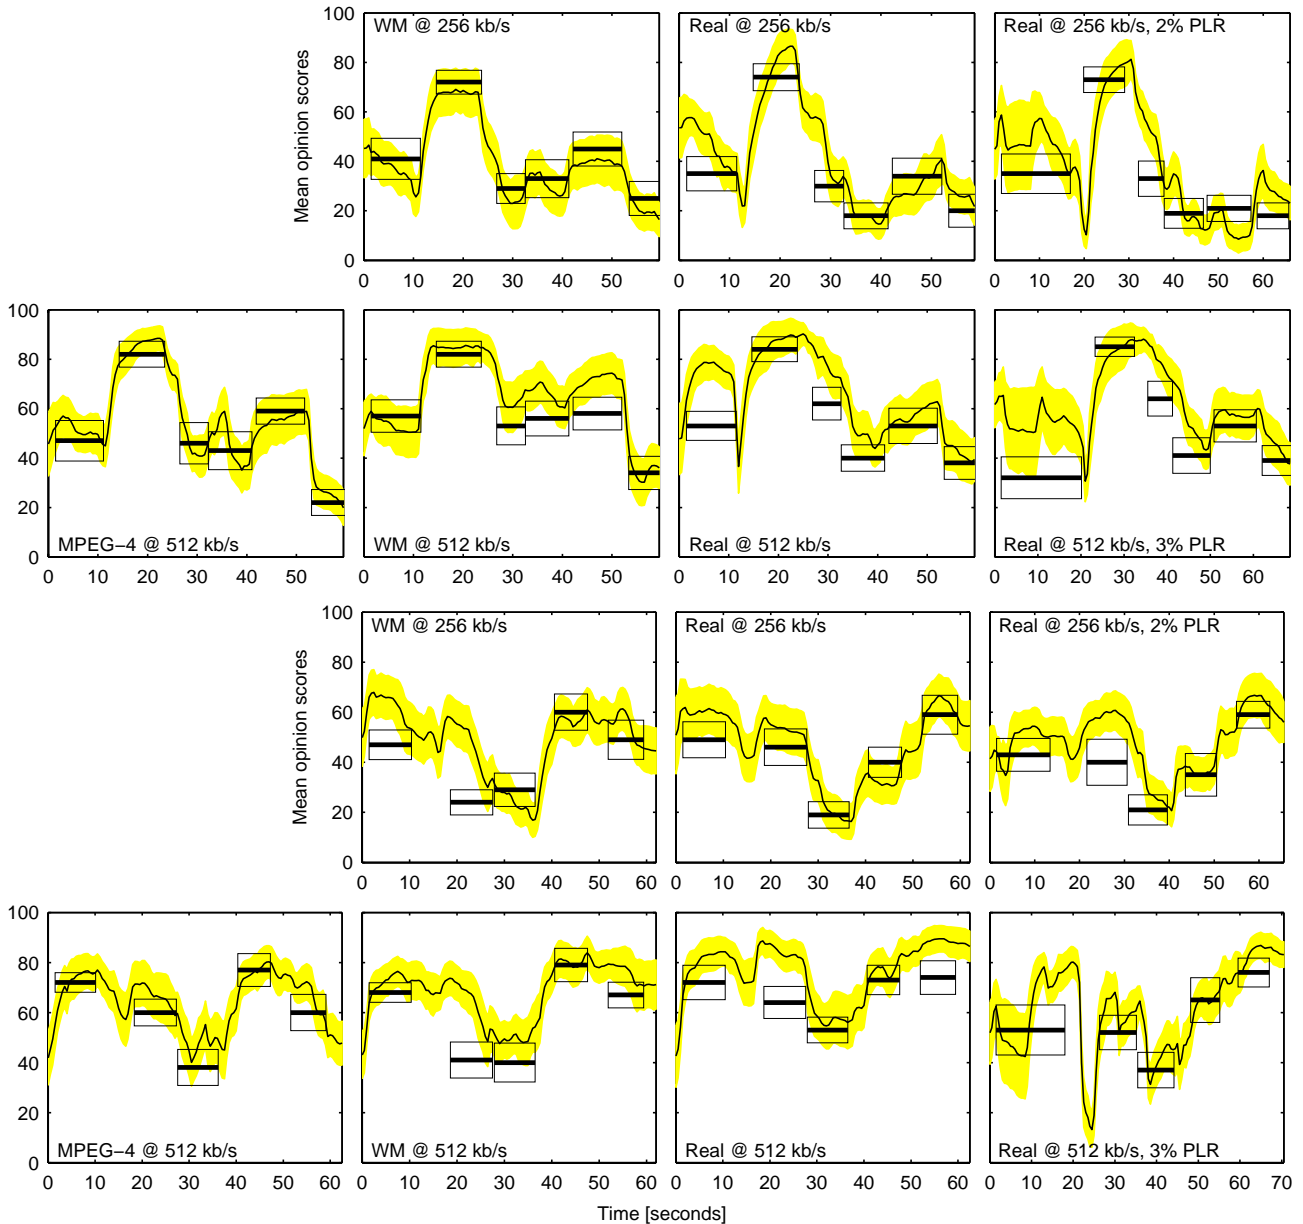 WM @ 256 kb/s
Real @ 256 kb/s
Real @ 256 kb/s, 2% PLR
Mean opinion scores
100
80
60
40
20
0
0 10 20 30 40 50
0 10 20 30 40 50
0 10 20 30 40 50 60
100
80
60
40
20
0
MPEG−4 @ 512 kb/s
WM @ 512 kb/s
Real @ 512 kb/s
Real @ 512 kb/s, 3% PLR
0 10 20 30 40 50
0 10 20 30 40 50
0 10 20 30 40 50
0 10 20 30 40 50 60
WM @ 256 kb/s
Real @ 256 kb/s
Real @ 256 kb/s, 2% PLR
Mean opinion scores
100
80
60
40
20
0
0 10 20 30 40 50 60
0 10 20 30 40 50 60
0 10 20 30 40 50 60
100
80
60
40
20
0
MPEG−4 @ 512 kb/s
WM @ 512 kb/s
Real @ 512 kb/s
Real @ 512 kb/s, 3% PLR
0 10 20 30 40 50 60
0 10 20 30 40 50 60
0 10 20 30 40 50 60
0 10 20 30 40 50 60 70
Time [seconds]